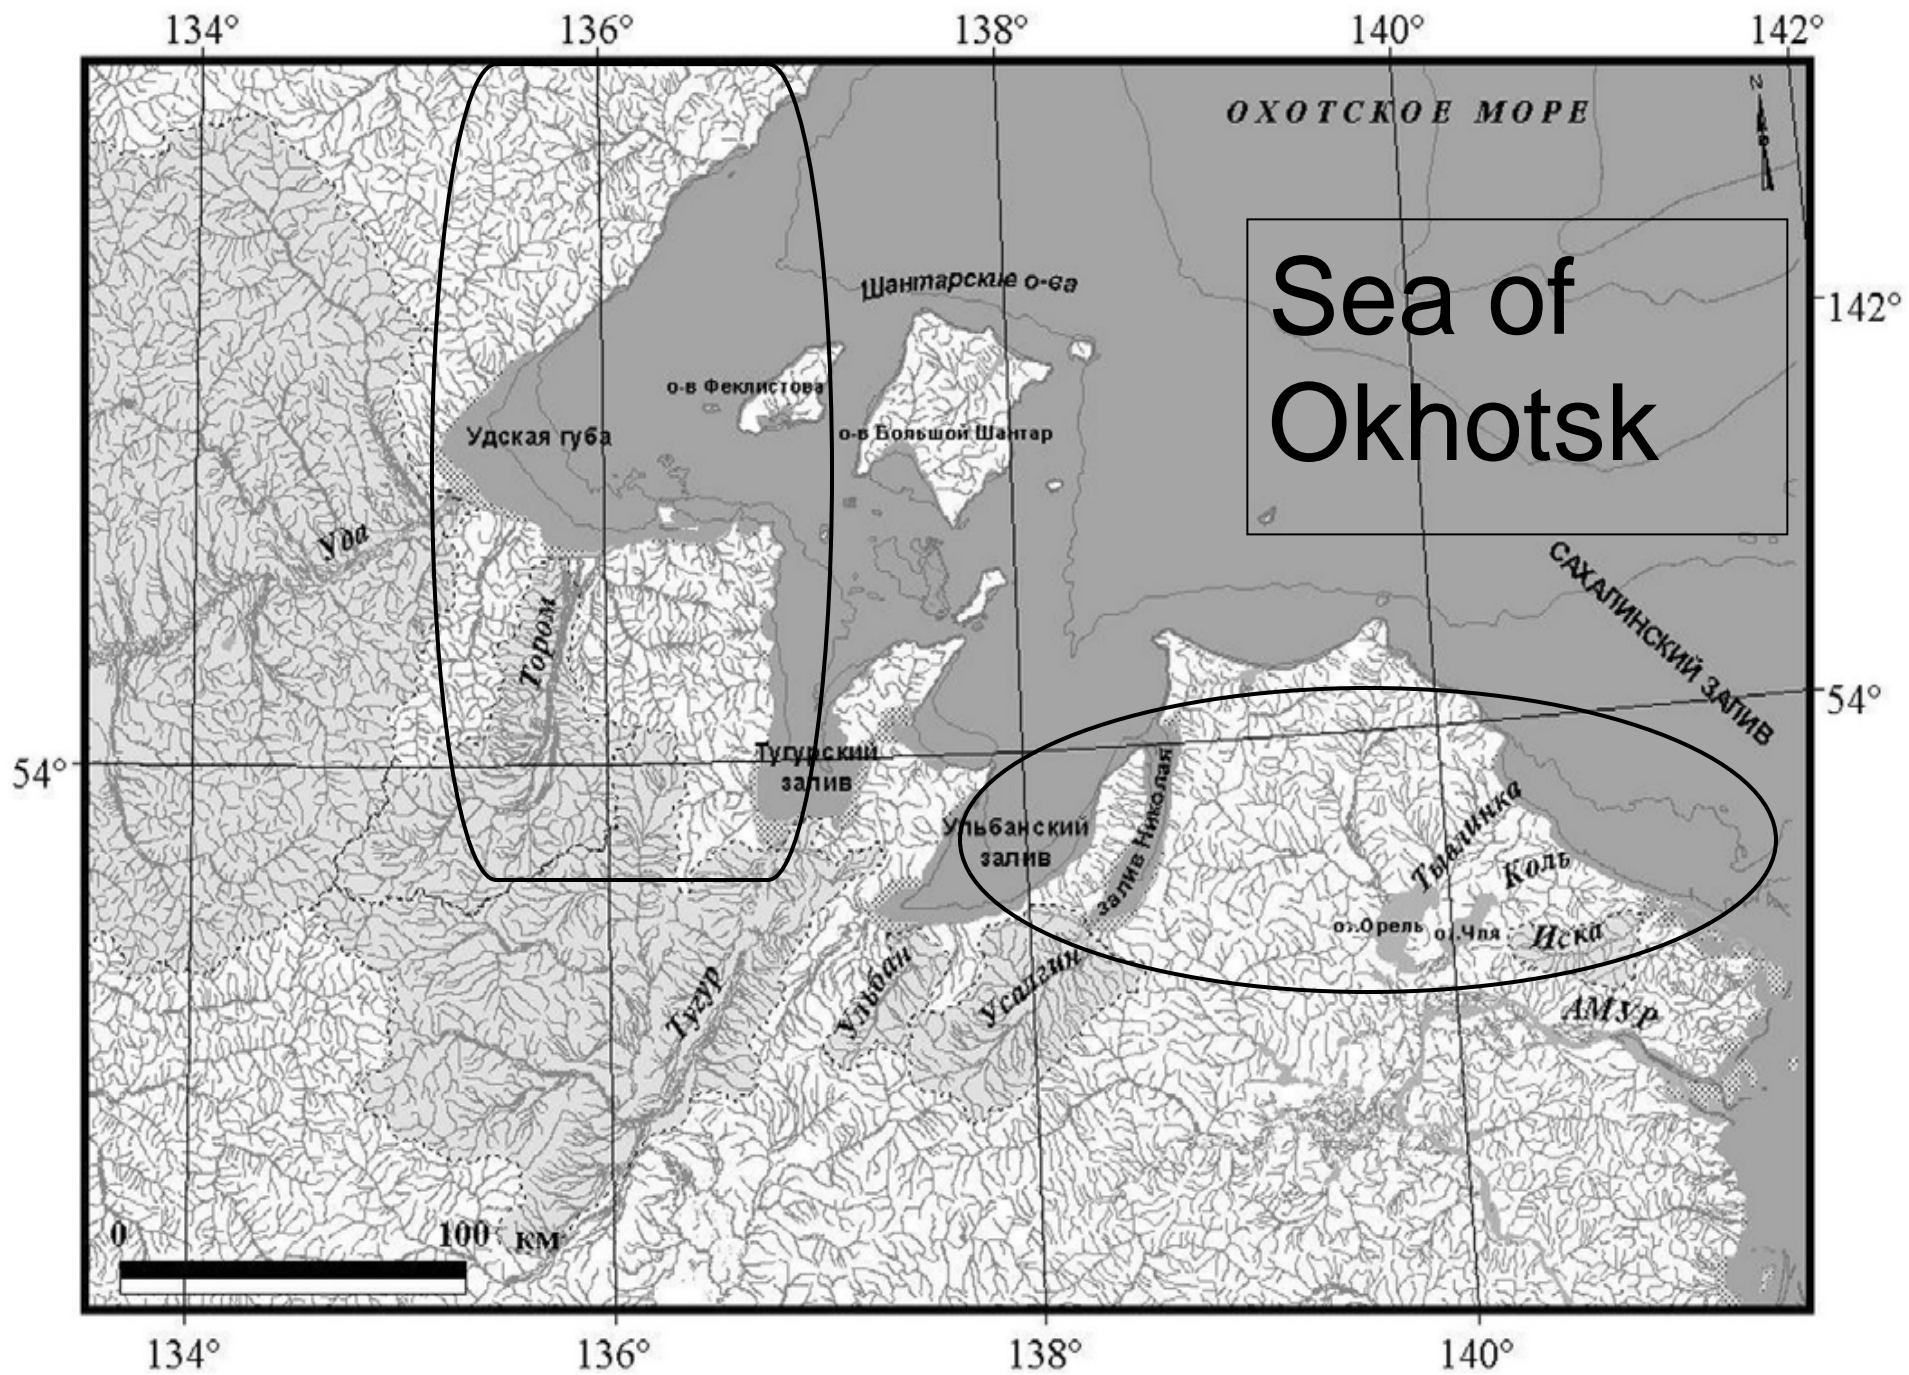 134° 136° 138° 140° 142°
N
ОХОТСКОЕ МОРЕ
Sea of
Okhotsk
Шантарские о-ва
142°
о-в Феклистова
о-в Большой Шантар
Удская губа
Уда
САХАЛИНСКИЙ ЗАЛИВ
Тором
54°
54°
Тугурский
залив
Ульбанский
залив
залив Николая
Тыалинка
Коль
оз.Орель
оз.Чля
Иска
Тугур
Ульбан
Усалгин
АМУР
0 100 км
134° 136° 138° 140°